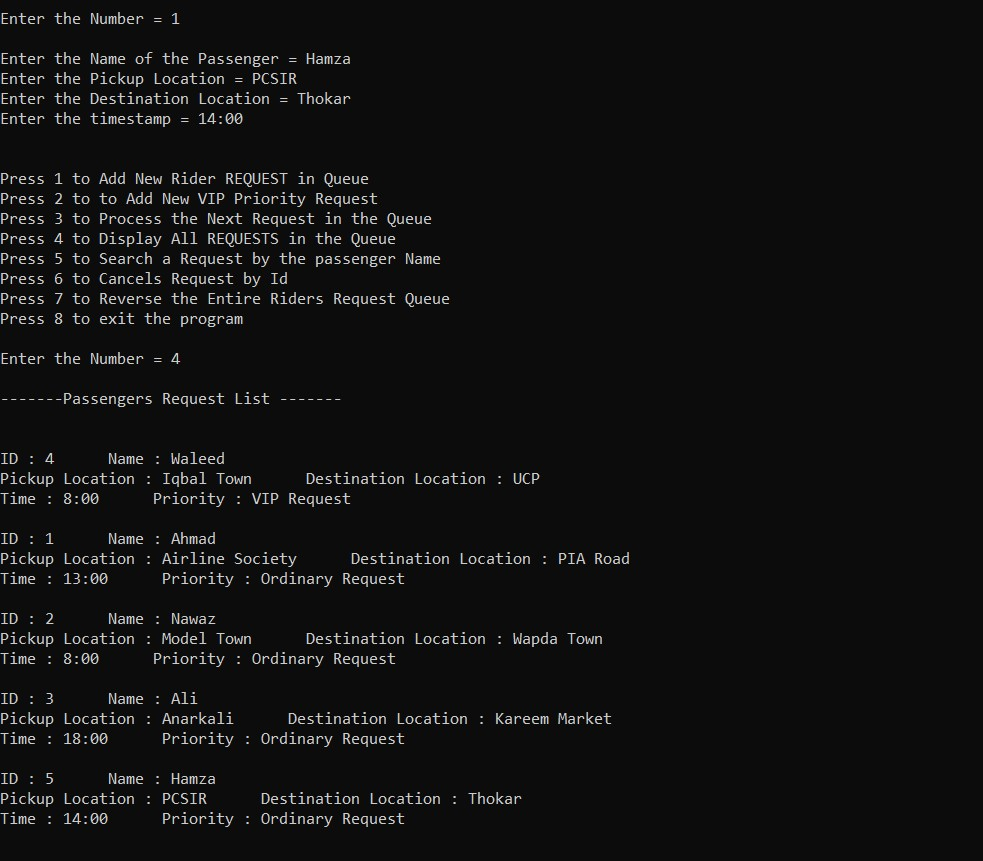 Enter the Number = 1
Enter the Name of the Passenger = Hamza
Enter the Pickup Location = PCSIR
Enter the Destination Location = Thokar
Enter the timestamp = 14:00
Press 1 to Add New Rider REQUEST in Queue
Press 2 to to Add New VIP Priority Request
Press 3 to Process the Next Request in the Queue
Press 4 to Display All REQUESTS in the Queue
Press 5 to Search a Request by the passenger Name
Press 6 to Cancels Request by Id
Press 7 to Reverse the Entire Riders Request Queue
Press 8 to exit the program
Enter the Number = 4
-------Passengers Request List -------
ID : 4      Name : Waleed
Pickup Location : Iqbal Town      Destination Location : UCP
Time : 8:00      Priority : VIP Request
ID : 1      Name : Ahmad
Pickup Location : Airline Society      Destination Location : PIA Road
Time : 13:00      Priority : Ordinary Request
ID : 2      Name : Nawaz
Pickup Location : Model Town      Destination Location : Wapda Town
Time : 8:00      Priority : Ordinary Request
ID : 3      Name : Ali
Pickup Location : Anarkali      Destination Location : Kareem Market
Time : 18:00      Priority : Ordinary Request
ID : 5      Name : Hamza
Pickup Location : PCSIR      Destination Location : Thokar
Time : 14:00      Priority : Ordinary Request